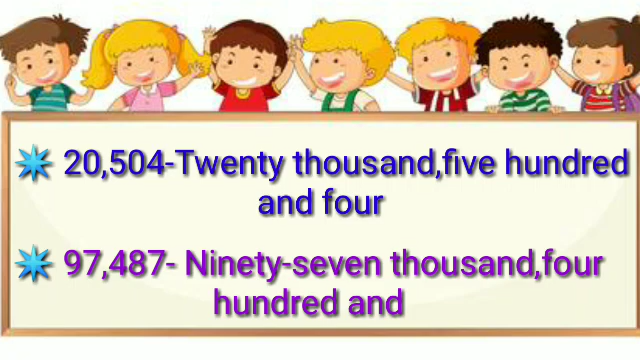 20,504-Twenty thousand,five hundred
and four
97,487- Ninety-seven thousand,four
hundred and